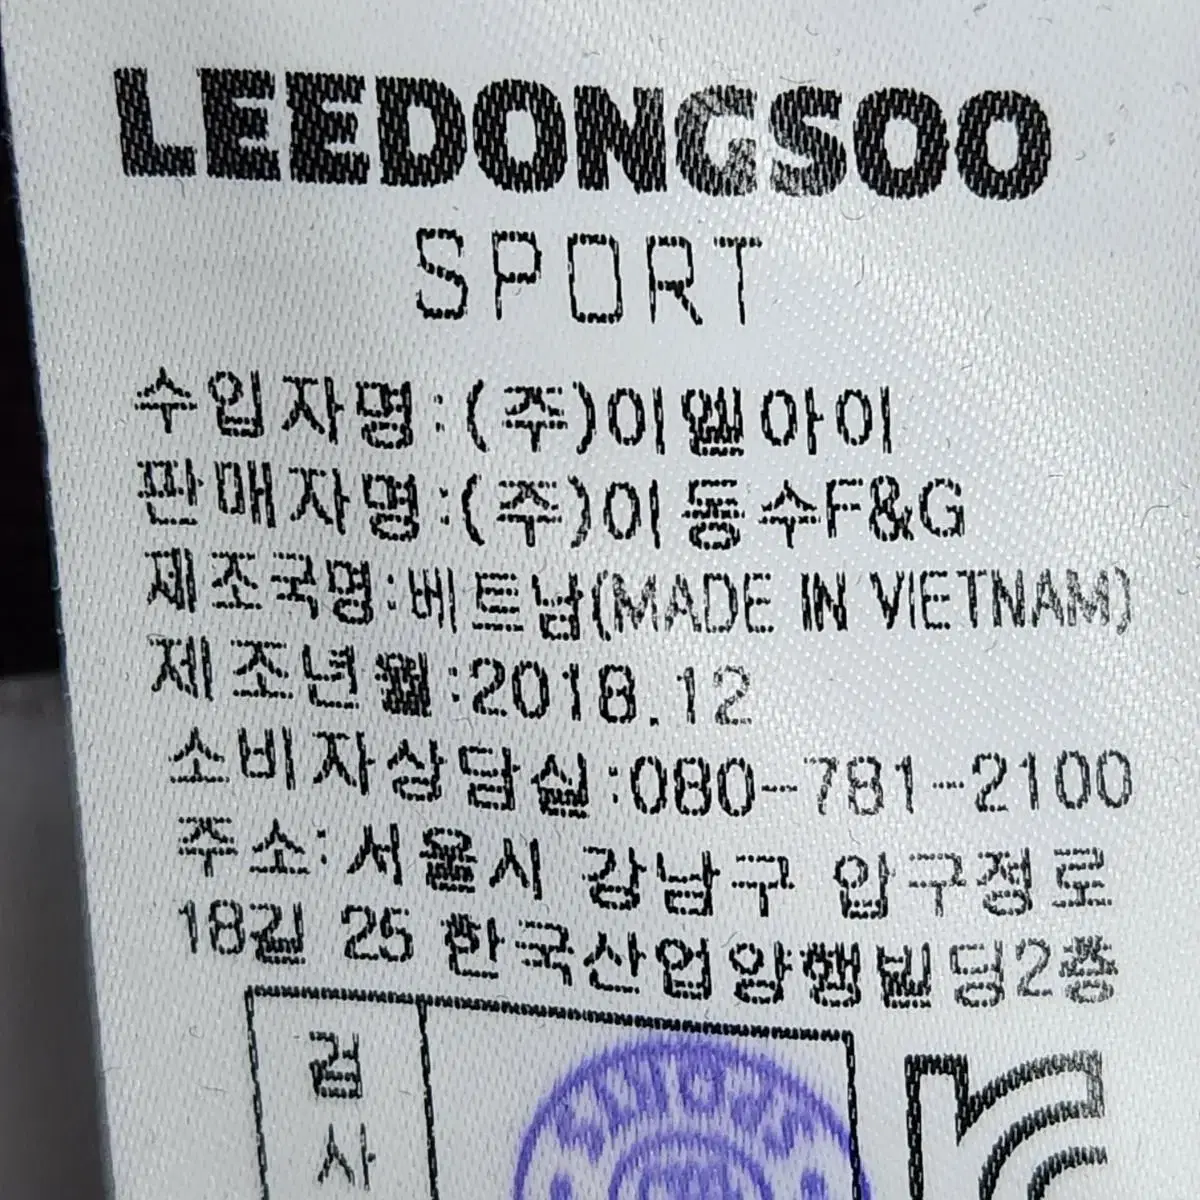 LEEDONGSOO
SPORT
수입자명:(주)이엘아이
판매자명:(주)이동수F&G
제조국명:베트남(MADE IN VIETNAM)
제조년월:2018.12
소비자상담실:080-781-2100
주소:서울시 강남구 압구정로
18길 25 한국산업양행빌딩2층
검
사